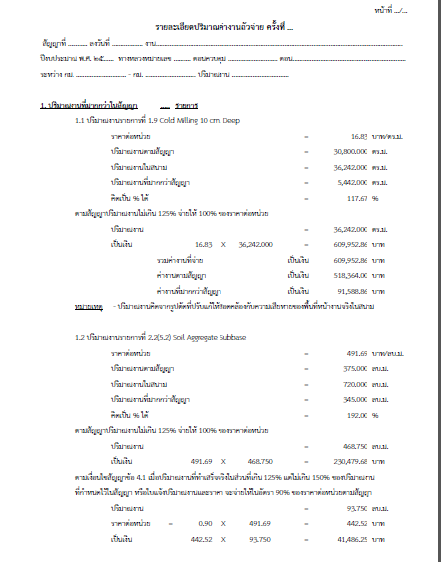 หน้าที่ .../...
รายละเอียดปริมาณค่างานถัวจ่าย ครั้งที่ ...
สัญญาที่ ............ ลงวันที่ .................. งาน..........
ปีงบประมาณ พ.ศ. ๒๕...... ทางหลวงหมายเลข .......... ตอนควบคุม .............................. ตอน..........
ระหว่าง กม. .............................. - กม. .............................. ปริมาณงาน ..............................
1. ปริมาณงานที่มากกว่าในสัญญา ..... รายการ
1.1 ปริมาณงานรายการที่ 1.9 Cold Milling 10 cm. Deep
ราคาต่อหน่วย = 16.83 บาท/ตร.ม.
ปริมาณงานตามสัญญา = 30,800.000 ตร.ม.
ปริมาณงานในสนาม = 36,242.000 ตร.ม.
ปริมาณงานที่มากกว่าสัญญา = 5,442.000 ตร.ม.
คิดเป็น % ได้ = 117.67 %
ตามสัญญาปริมาณงานไม่เกิน 125% จ่ายให้ 100% ของราคาต่อหน่วย
ปริมาณงาน = 36,242.000 ตร.ม.
เป็นเงิน 16.83 X 36,242.000 = 609,952.86 บาท
รวมค่างานที่จ่าย เป็นเงิน 609,952.86 บาท
ค่างานตามสัญญา เป็นเงิน 518,364.00 บาท
ค่างานที่มากกว่าสัญญา เป็นเงิน 91,588.86 บาท
หมายเหตุ - ปริมาณงานคิดจากรูปตัดที่ปรับแก้ให้สอดคล้องกับความเสียหายของพื้นที่หน้างานจริงในสนาม
1.2 ปริมาณงานรายการที่ 2.2(5.2) Soil Aggregate Subbase
ราคาต่อหน่วย = 491.69 บาท/ลบ.ม.
ปริมาณงานตามสัญญา = 375.000 ลบ.ม.
ปริมาณงานในสนาม = 720.000 ลบ.ม.
ปริมาณงานที่มากกว่าสัญญา = 345.000 ลบ.ม.
คิดเป็น % ได้ = 192.00 %
ตามสัญญาปริมาณงานไม่เกิน 125% จ่ายให้ 100% ของราคาต่อหน่วย
ปริมาณงาน = 468.750 ลบ.ม.
เป็นเงิน 491.69 X 468.750 = 230,479.68 บาท
ตามเงื่อนไขสัญญาข้อ 4.1 เมื่อปริมาณงานที่ทำเสร็จจริงในส่วนที่เกิน 125% แต่ไม่เกิน 150% ของปริมาณงาน
ที่กำหนดไว้ในสัญญา หรือใบแจ้งปริมาณงานและราคา จะจ่ายให้ในอัตรา 90% ของราคาต่อหน่วยตามสัญญา
ปริมาณงาน = 93.750 ลบ.ม.
ราคาต่อหน่วย = 0.90 X 491.69 = 442.52 บาท
เป็นเงิน 442.52 X 93.750 = 41,486.25 บาท